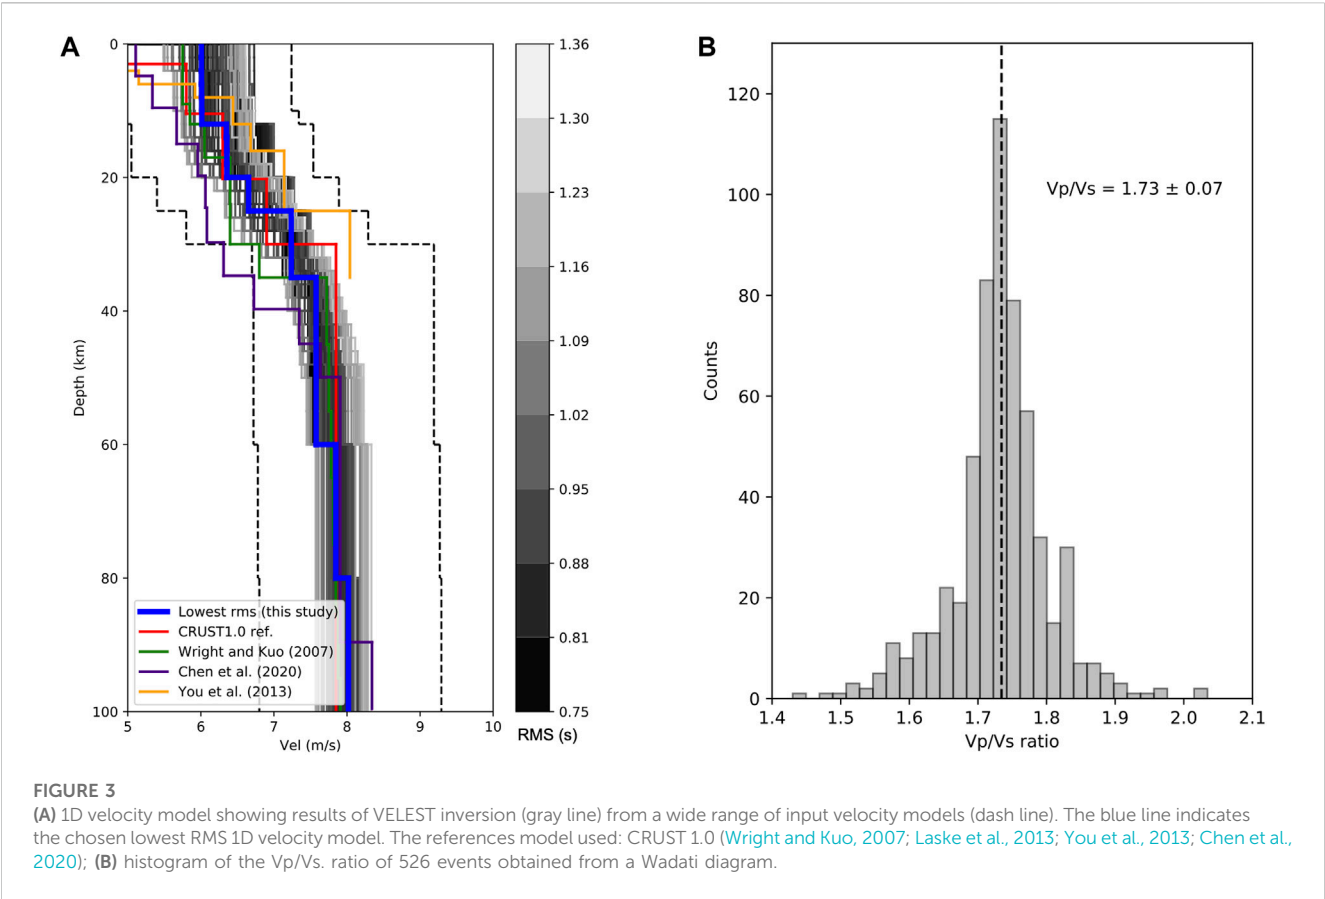 A
0
20
40
60
80
100
Depth (km)
5
6
7
8
9
10
Vel (m/s)
Lowest rms (this study)
CRUST1.0 ref.
Wright and Kuo (2007)
Chen et al. (2020)
You et al. (2013)
1.36
1.30
1.23
1.16
1.09
1.02
0.95
0.88
0.81
0.75
RMS (s)
B
120
100
80
60
40
20
0
Counts
Vp/Vs = 1.73 ± 0.07
1.4
1.5
1.6
1.7
1.8
1.9
2.0
2.1
Vp/Vs ratio
FIGURE 3
(A) 1D velocity model showing results of VELEST inversion (gray line) from a wide range of input velocity models (dash line). The blue line indicates
the chosen lowest RMS 1D velocity model. The references model used: CRUST 1.0 (Wright and Kuo, 2007; Laske et al., 2013; You et al., 2013; Chen et al.,
2020); (B) histogram of the Vp/Vs. ratio of 526 events obtained from a Wadati diagram.